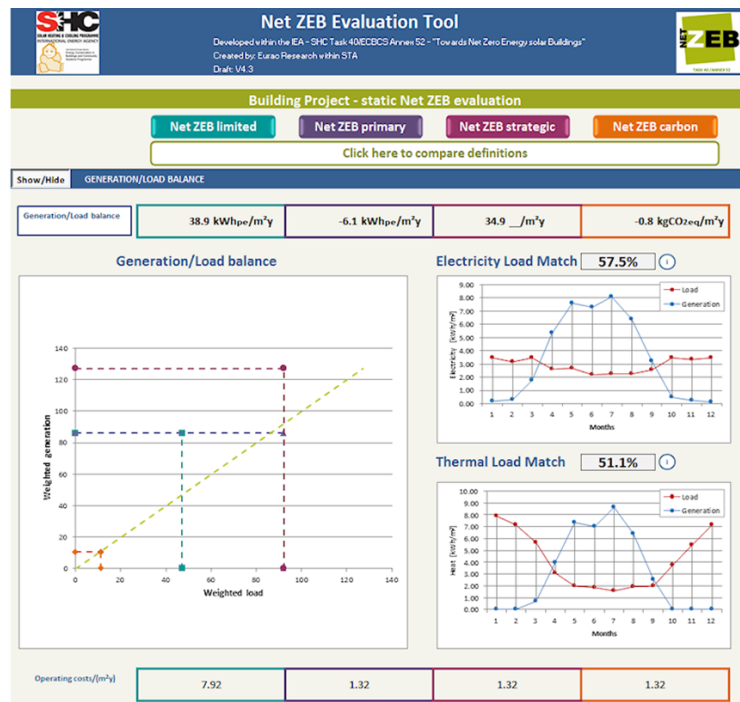 SHC
SOLAR HEATING & COOLING PROGRAMME
INTERNATIONAL ENERGY AGENCY
Net ZEB Evaluation Tool
Developed within the IEA - SHC Task 40/ECBCS Annex 52 - "Towards Net Zero Energy solar Buildings"
Created by: Eurac Research within STA
Draft: V4.3
NET ZEB
TASK 40 / ANNEX 52
Building Project - static Net ZEB evaluation
Net ZEB limited Net ZEB primary Net ZEB strategic Net ZEB carbon
Click here to compare definitions
Show/Hide GENERATION/LOAD BALANCE
Generation/Load balance 38.9 kWhpe/m²y -6.1 kWhpe/m²y 34.9 __/m²y -0.8 kgCO2eq/m²y
Generation/Load balance
Weighted generation
140
120
100
80
60
40
20
0
0 20 40 60 80 100 120 140
Weighted load
Electricity Load Match 57.5% i
Electricity [kWh/m²]
9.00
8.00
7.00
6.00
5.00
4.00
3.00
2.00
1.00
0.00
Load
Generation
1 2 3 4 5 6 7 8 9 10 11 12
Months
Thermal Load Match 51.1% i
Heat [kWh/m²]
10.00
9.00
8.00
7.00
6.00
5.00
4.00
3.00
2.00
1.00
0.00
Load
Generation
1 2 3 4 5 6 7 8 9 10 11 12
Months
Operating costs/(m²y) 7.92 1.32 1.32 1.32